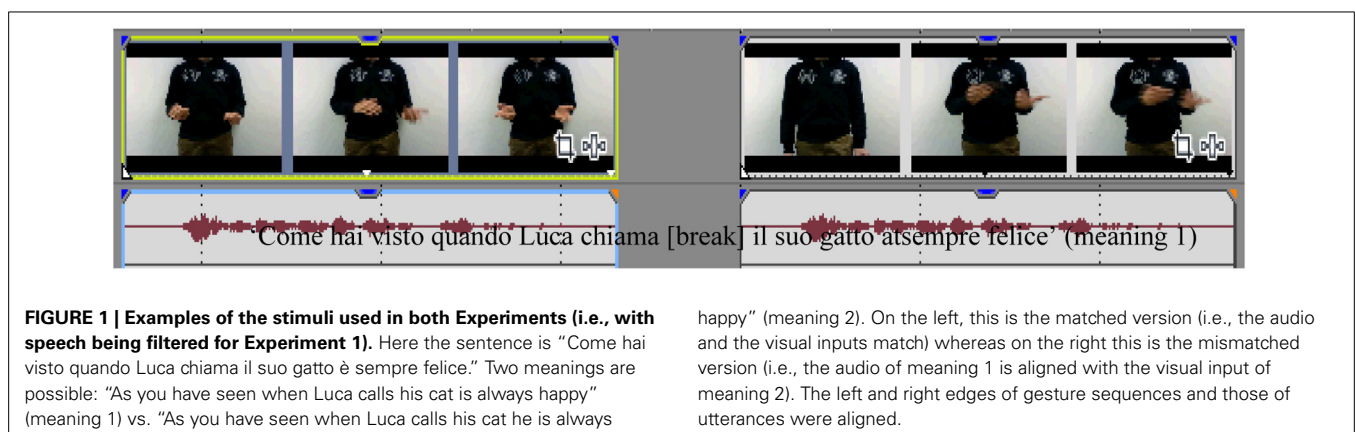 ‘Come hai visto quando Luca chiama [break] il suo gatto atsempre felice’ (meaning 1)
FIGURE 1 | Examples of the stimuli used in both Experiments (i.e., with
speech being filtered for Experiment 1). Here the sentence is “Come hai
visto quando Luca chiama il suo gatto è sempre felice.” Two meanings are
possible: “As you have seen when Luca calls his cat is always happy”
(meaning 1) vs. “As you have seen when Luca calls his cat he is always
happy” (meaning 2). On the left, this is the matched version (i.e., the audio
and the visual inputs match) whereas on the right this is the mismatched
version (i.e., the audio of meaning 1 is aligned with the visual input of
meaning 2). The left and right edges of gesture sequences and those of
utterances were aligned.